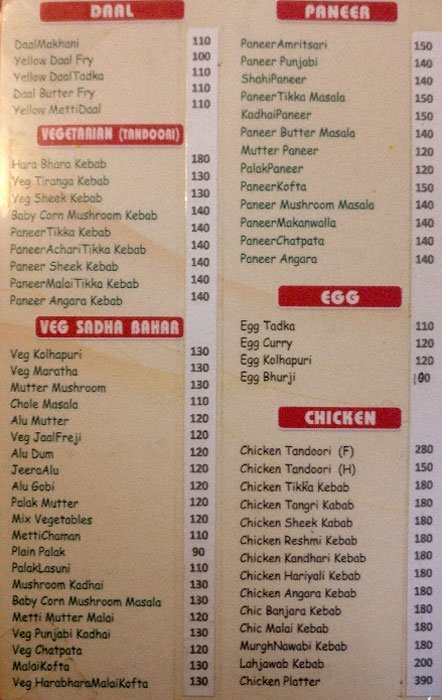 DAAL
DaalMakhani 110
Yellow Daal Fry 100
Yellow DaalTadka 110
Daal Butter Fry 110
Yellow MettiDaal 110
VEGETARIAN (TANDOORI)
Hara Bhara Kebab 180
Veg Tiranga Kebab 130
Veg Sheek Kebab 130
Baby Corn Mushroom Kebab 140
PaneerTikka Kebab 140
PaneerAchariTikka Kebab 140
Paneer Sheek Kebab 140
PaneerMalaiTikka Kebab 140
Paneer Angara Kebab 140
VEG SADHA BAHAR
Veg Kolhapuri 130
Veg Maratha 130
Mutter Mushroom 130
Chole Masala 110
Alu Mutter 120
Veg JaalFreji 120
Alu Dum 120
JeeraAlu 120
Alu Gobi 120
Palak Mutter 120
Mix Vegetables 120
MettiChaman 110
Plain Palak 90
PalakLasuni 110
Mushroom Kadhai 130
Baby Corn Mushroom Masala 130
Metti Mutter Malai 120
Veg Punjabi Kadhai 130
Veg Chatpata 120
MalaiKofta 130
Veg HarabharaMalaiKofta 130
PANEER
PaneerAmritsari 150
Paneer Punjabi 140
ShahiPaneer 140
PaneerTikka Masala 150
KadhaiPaneer 150
Paneer Butter Masala 140
Mutter Paneer 120
PalakPaneer 120
PaneerKofta 150
Paneer Mushroom Masala 140
PaneerMakanwalla 140
PaneerChatpata 140
Paneer Angara 140
EGG
Egg Tadka 110
Egg Curry 120
Egg Kolhapuri 120
Egg Bhurji
CHICKEN
Chicken Tandoori (F) 280
Chicken Tandoori (H) 150
Chicken Tikka Kebab 180
Chicken Tangri Kabab 180
Chicken Sheek Kabab 180
Chicken Reshmi Kebab 180
Chicken Kandhari Kebab 180
Chicken Hariyali Kebab 180
Chicken Angara Kebab 180
Chic Banjara Kebab 180
Chic Malai Kebab 180
MurghNawabi Kebab 180
Lahjawab Kebab 200
Chicken Platter 390